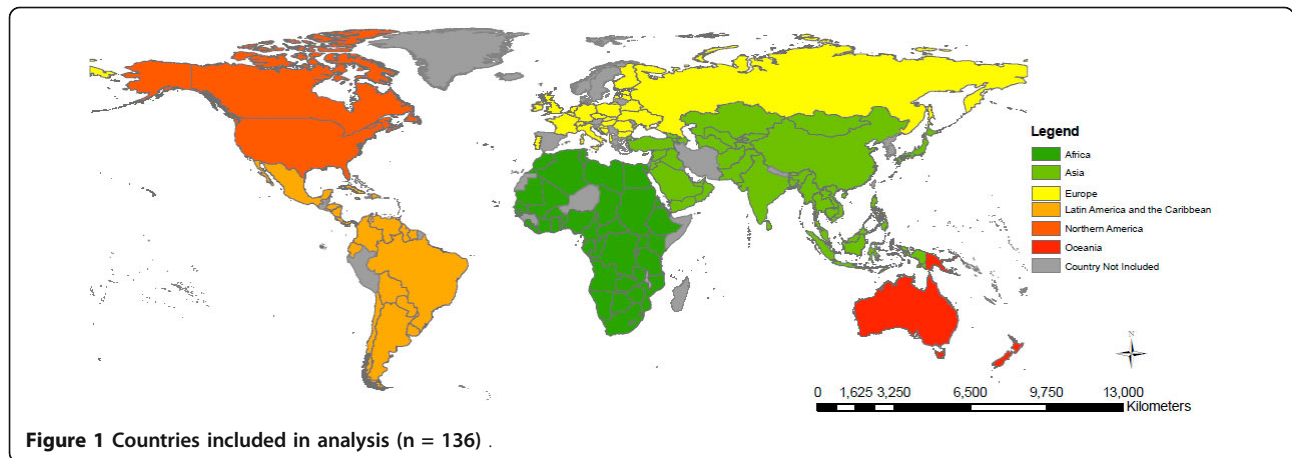 Legend
Africa
Asia
Europe
Latin America and the Caribbean
Northern America
Oceania
Country Not Included
N
0 1,625 3,250 6,500 9,750 13,000
Kilometers
Figure 1 Countries included in analysis (n = 136) .